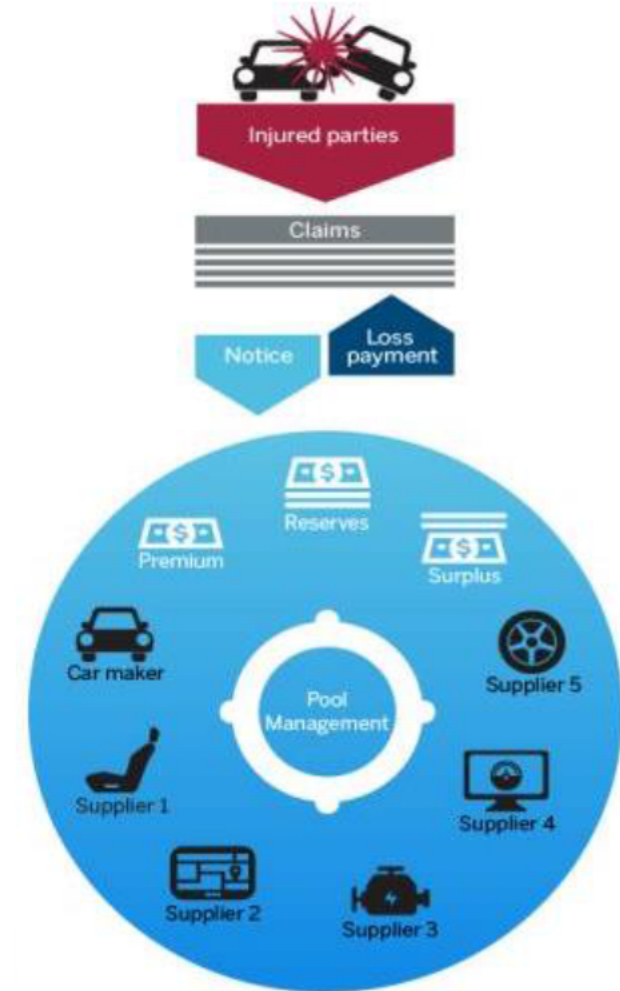 Injured parties
Claims
Notice
Loss
payment
$
Reserves
$
Premium
$
Surplus
Car maker
Supplier 5
Pool
Management
Supplier 1
Supplier 4
Supplier 2
Supplier 3